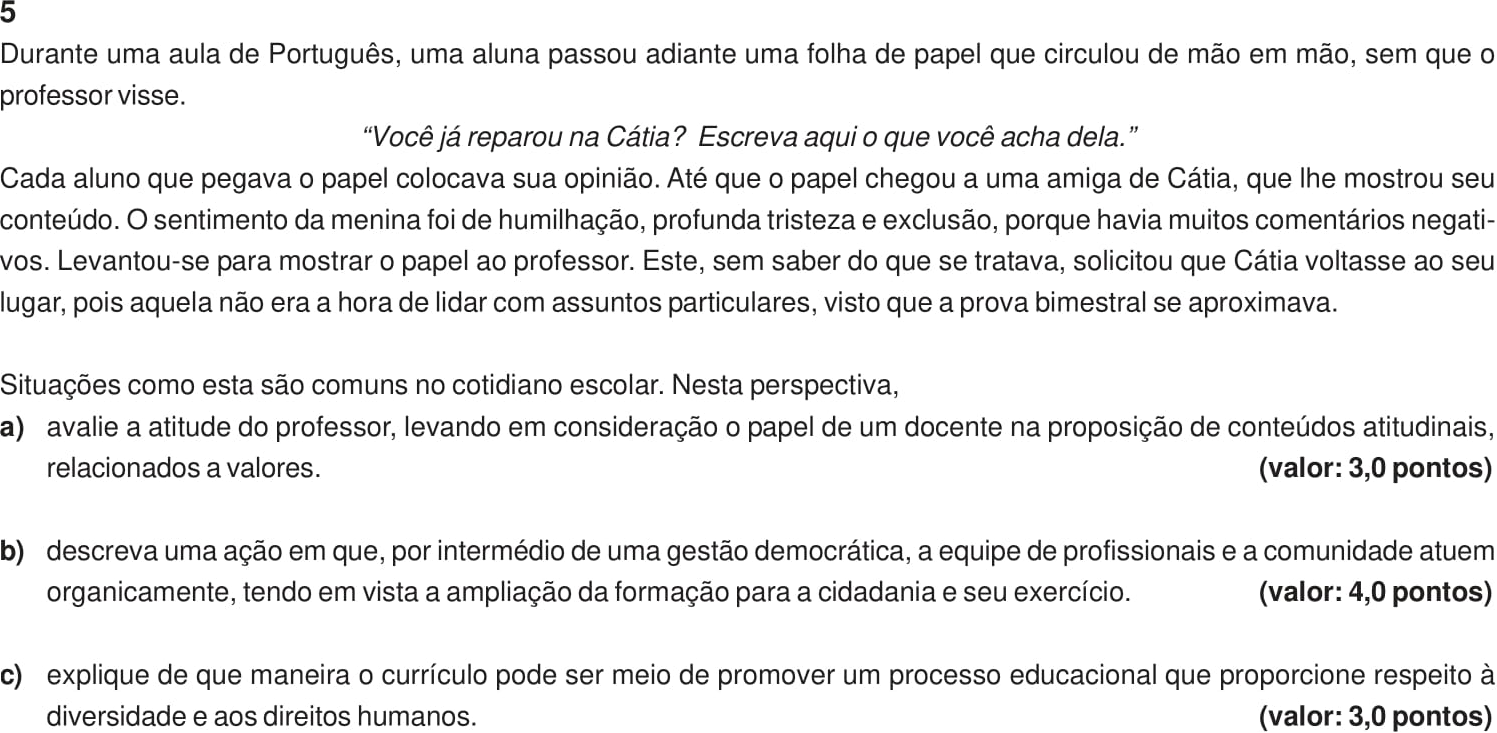 5
Durante uma aula de Português, uma aluna passou adiante uma folha de papel que circulou de mão em mão, sem que o
professor visse.
“Você já reparou na Cátia? Escreva aqui o que você acha dela.”
Cada aluno que pegava o papel colocava sua opinião. Até que o papel chegou a uma amiga de Cátia, que lhe mostrou seu
conteúdo. O sentimento da menina foi de humilhação, profunda tristeza e exclusão, porque havia muitos comentários negati-
vos. Levantou-se para mostrar o papel ao professor. Este, sem saber do que se tratava, solicitou que Cátia voltasse ao seu
lugar, pois aquela não era a hora de lidar com assuntos particulares, visto que a prova bimestral se aproximava.
Situações como esta são comuns no cotidiano escolar. Nesta perspectiva,
a) avalie a atitude do professor, levando em consideração o papel de um docente na proposição de conteúdos atitudinais,
relacionados a valores. (valor: 3,0 pontos)
b) descreva uma ação em que, por intermédio de uma gestão democrática, a equipe de profissionais e a comunidade atuem
organicamente, tendo em vista a ampliação da formação para a cidadania e seu exercício. (valor: 4,0 pontos)
c) explique de que maneira o currículo pode ser meio de promover um processo educacional que proporcione respeito à
diversidade e aos direitos humanos. (valor: 3,0 pontos)